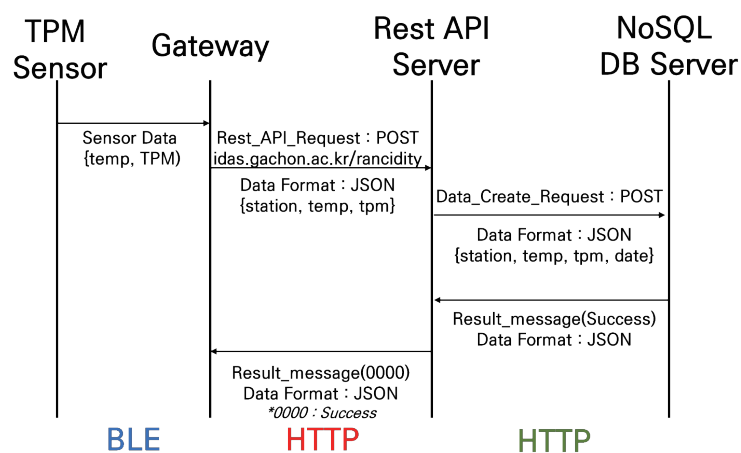 TPM
Sensor
Gateway
Rest API
Server
NoSQL
DB Server
Sensor Data
{temp, TPM)
Rest_API_Request : POST
idas.gachon.ac.kr/rancidity
Data Format : JSON
{station, temp, tpm}
Data_Create_Request : POST
Data Format : JSON
{station, temp, tpm, date}
Result_message(Success)
Data Format : JSON
Result_message(0000)
Data Format : JSON
*0000 : Success
BLE
HTTP
HTTP